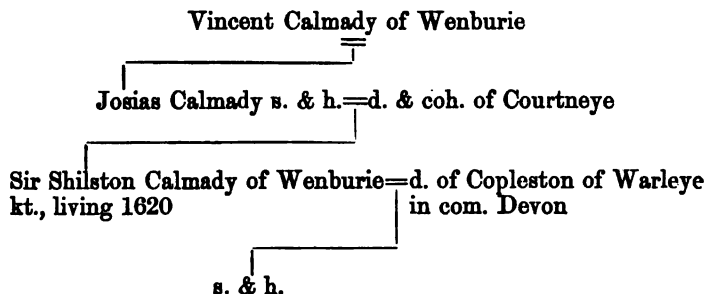 Vincent Calmady of Wenburie
Josias Calmady s. & h.=d. & coh. of Courtneye
Sir Shilston Calmady of Wenburie=d. of Copleston of Warleye
kt., living 1620 in com. Devon
s. & h.